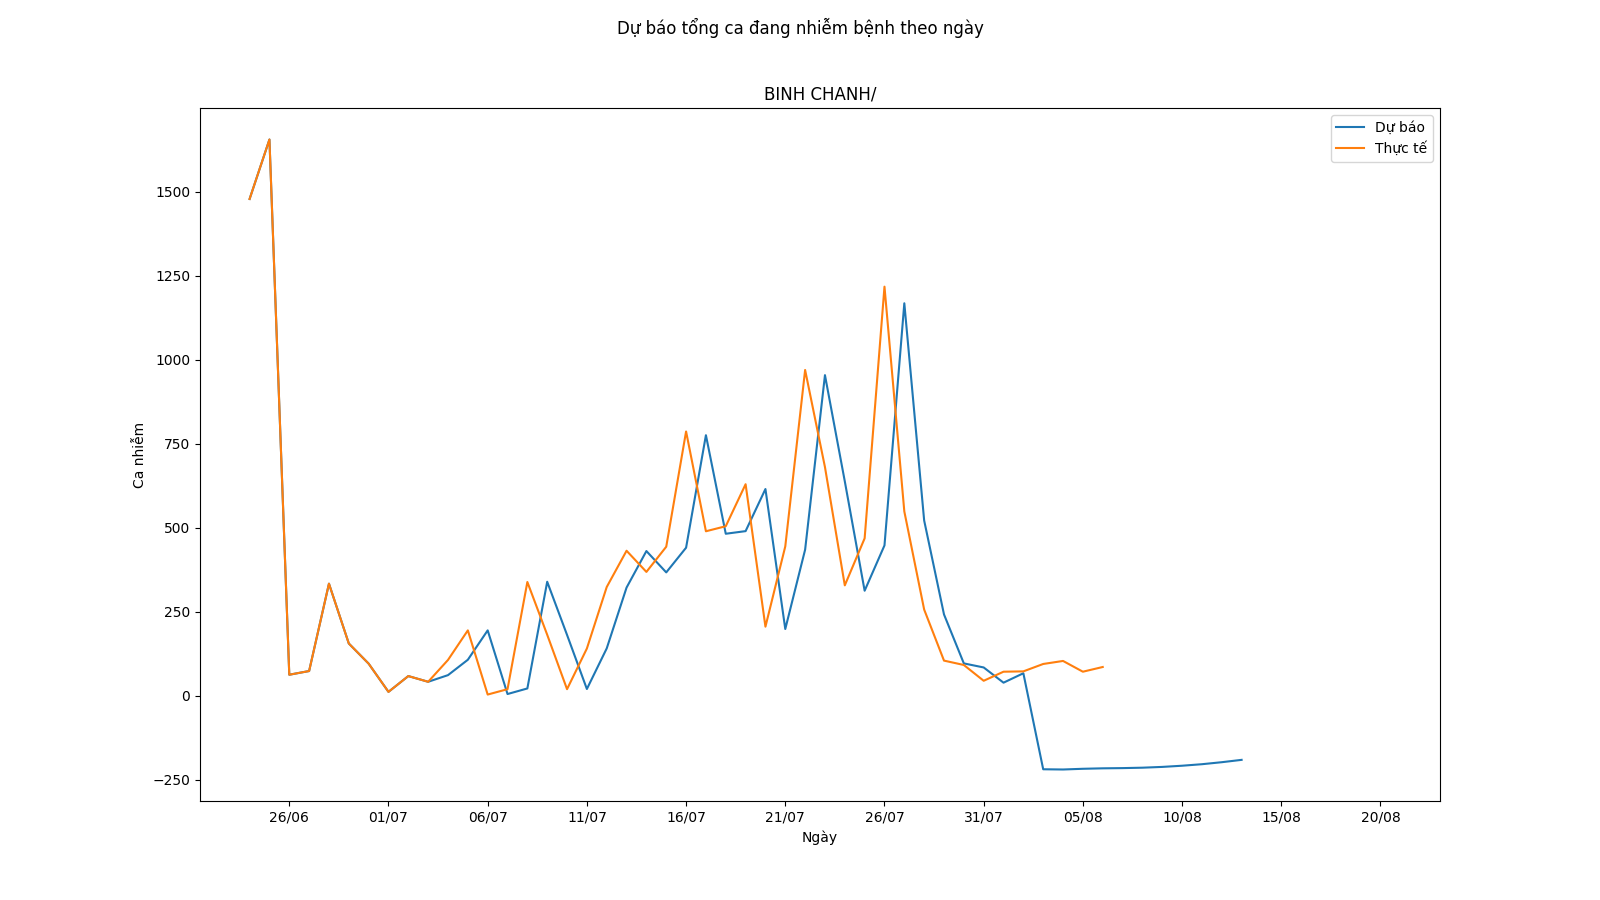 Dự báo tổng ca đang nhiễm bệnh theo ngày
BINH CHANH/
Dự báo
Thực tế
1500
1250
1000
750
500
250
0
−250
Ca nhiễm
26/06 01/07 06/07 11/07 16/07 21/07 26/07 31/07 05/08 10/08 15/08 20/08
Ngày